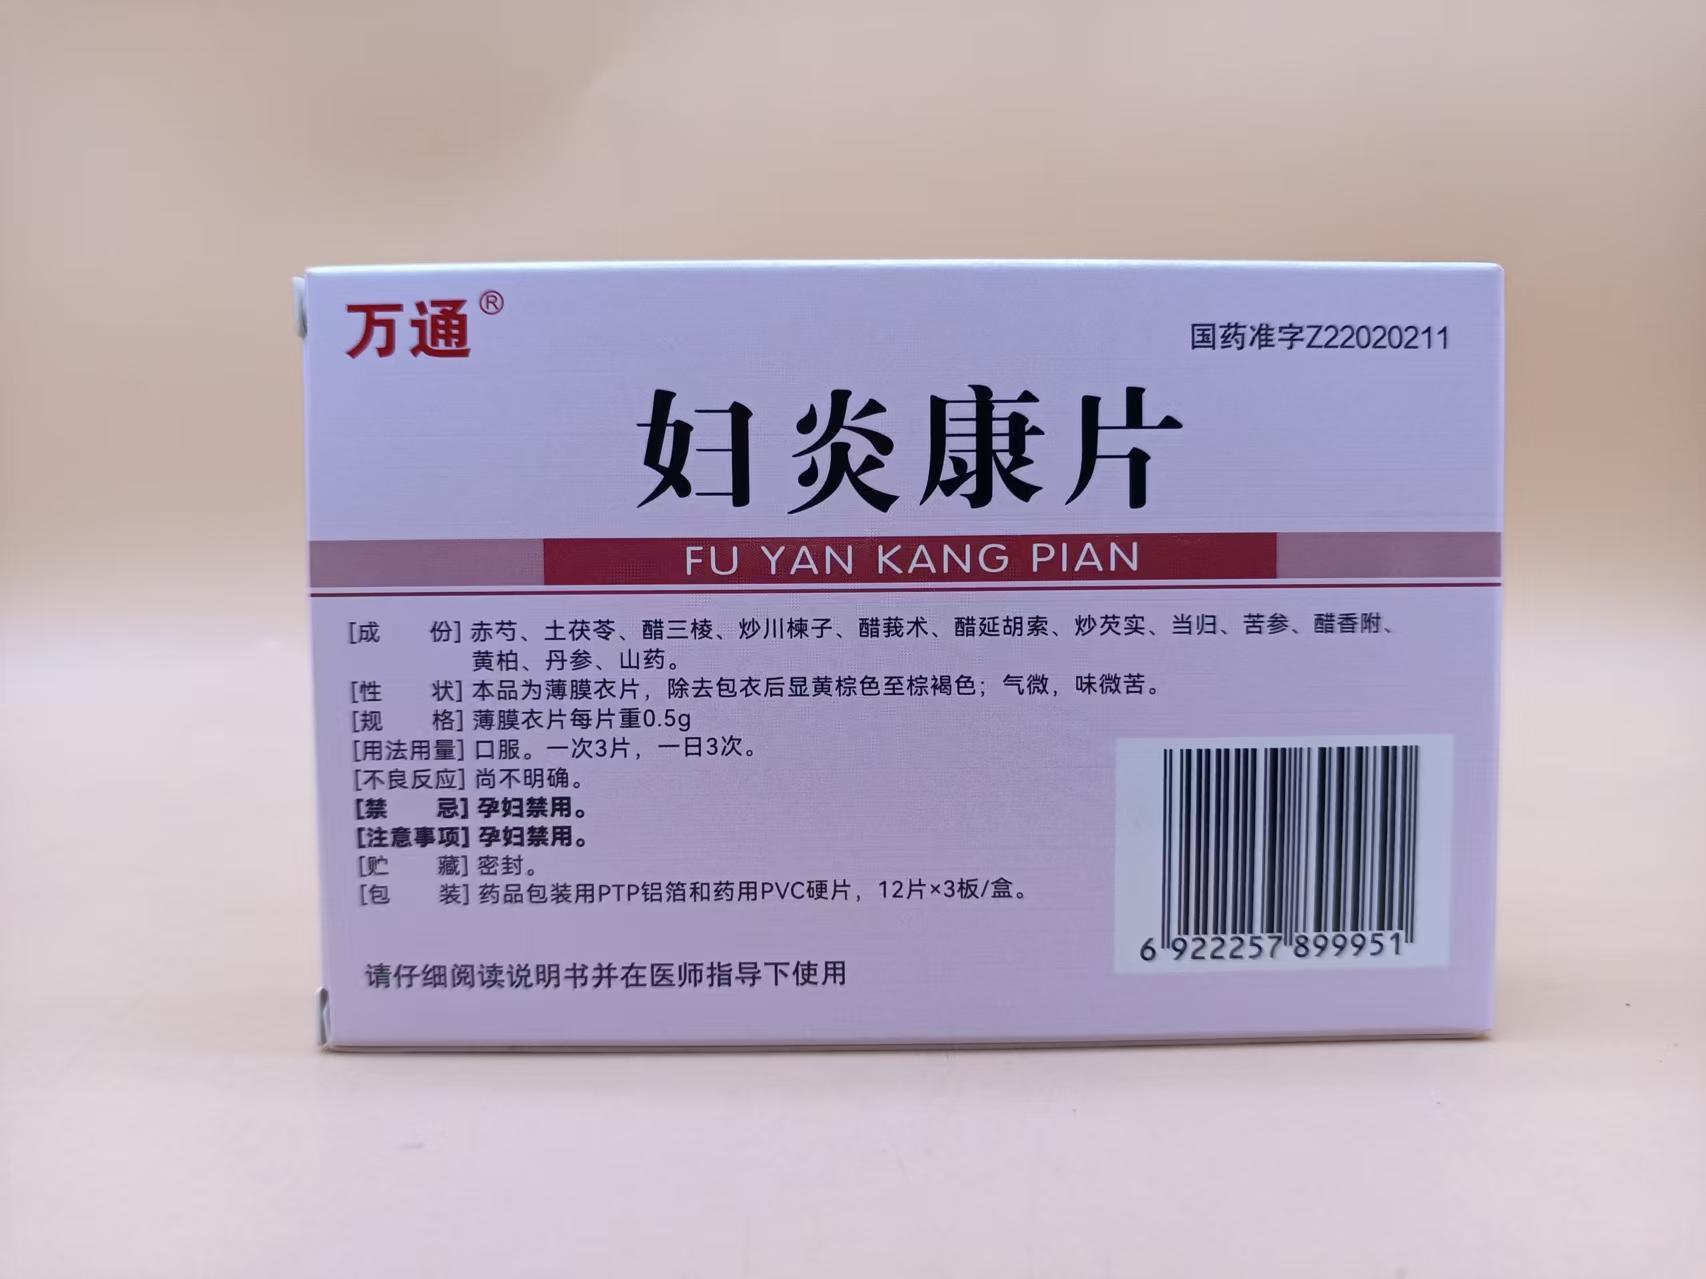 万通®
国药准字Z22020211
妇炎康片
FU YAN KANG PIAN
[成 份] 赤芍、土茯苓、醋三棱、炒川楝子、醋莪术、醋延胡索、炒芡实、当归、苦参、醋香附、
黄柏、丹参、山药。
[性 状] 本品为薄膜衣片，除去包衣后显黄棕色至棕褐色；气微，味微苦。
[规 格] 薄膜衣片每片重0.5g
[用法用量] 口服。一次3片，一日3次。
[不良反应] 尚不明确。
[禁 忌] 孕妇禁用。
[注意事项] 孕妇禁用。
[贮 藏] 密封。
[包 装] 药品包装用PTP铝箔和药用PVC硬片，12片×3板/盒。
6 922257 899951
请仔细阅读说明书并在医师指导下使用